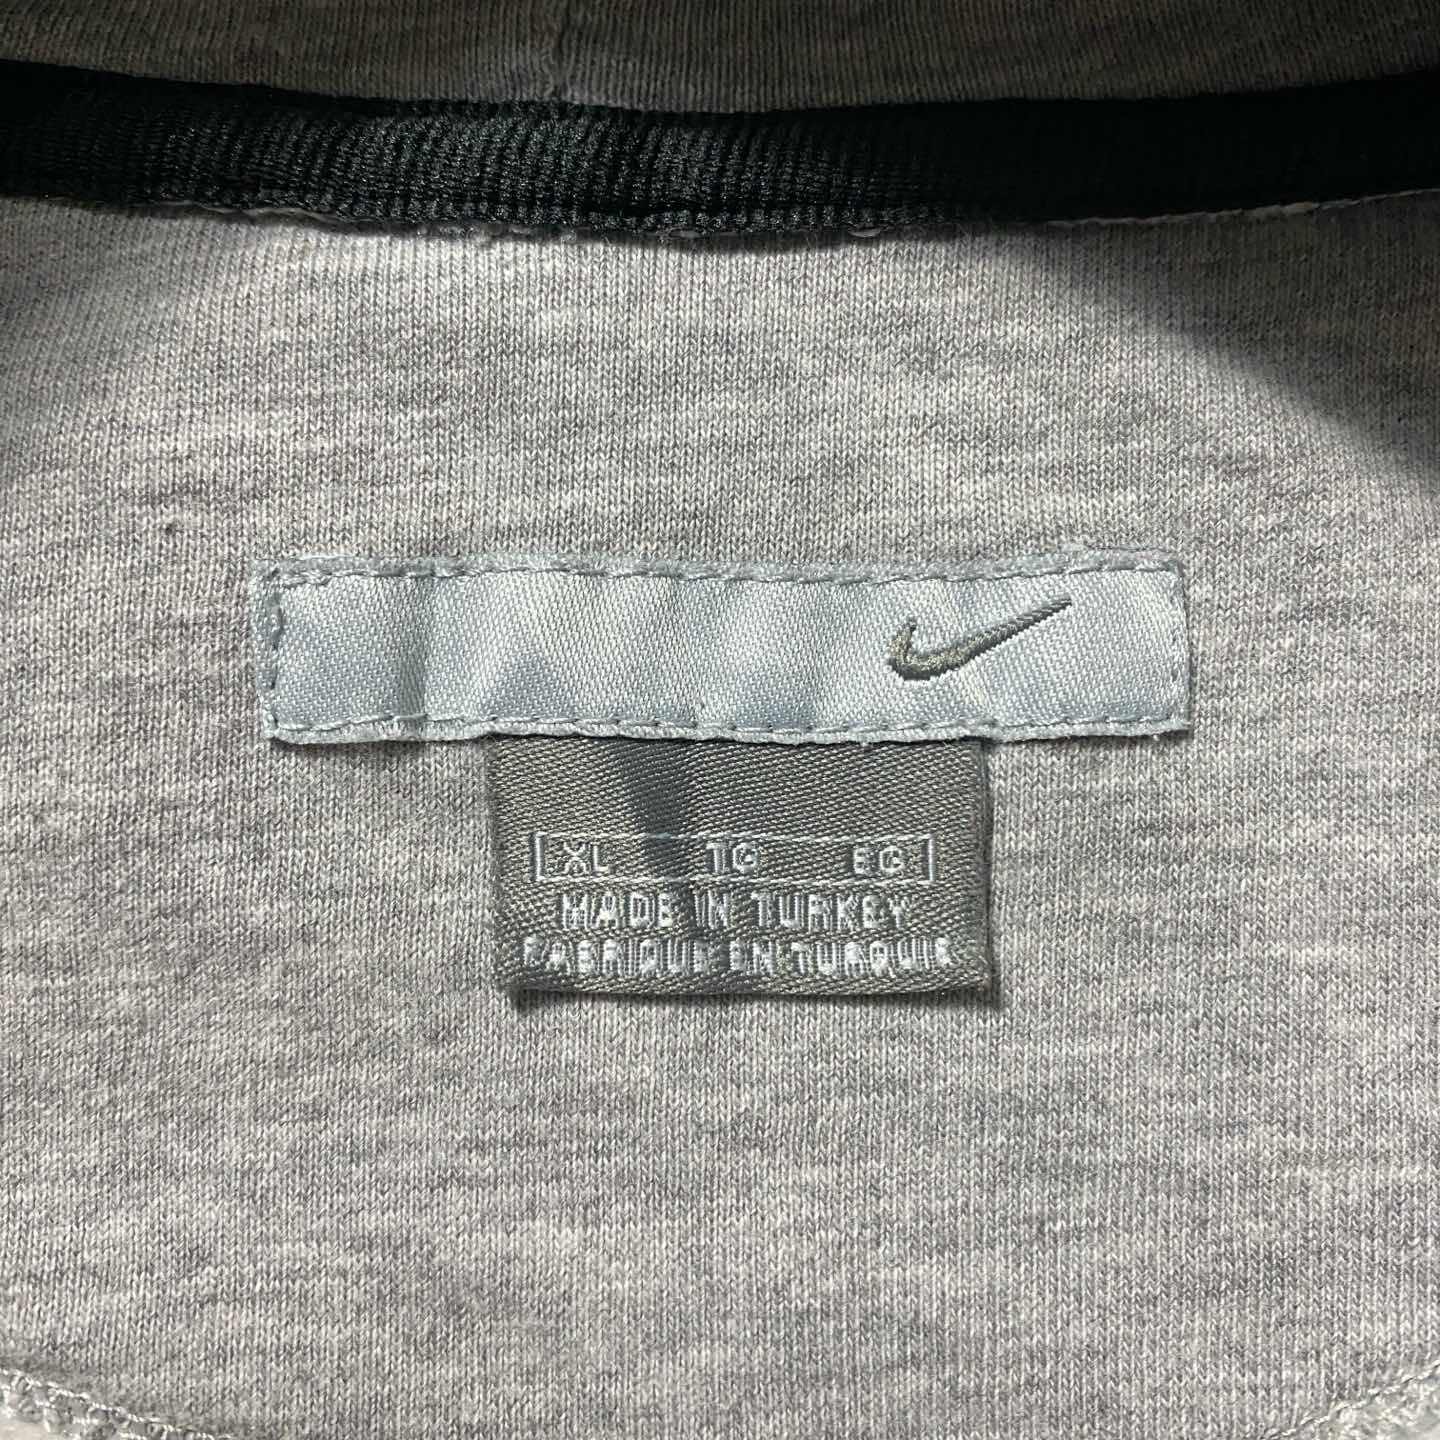 XL TG EG
MADE IN TURKEY
FABRIQUE EN TURQUIE